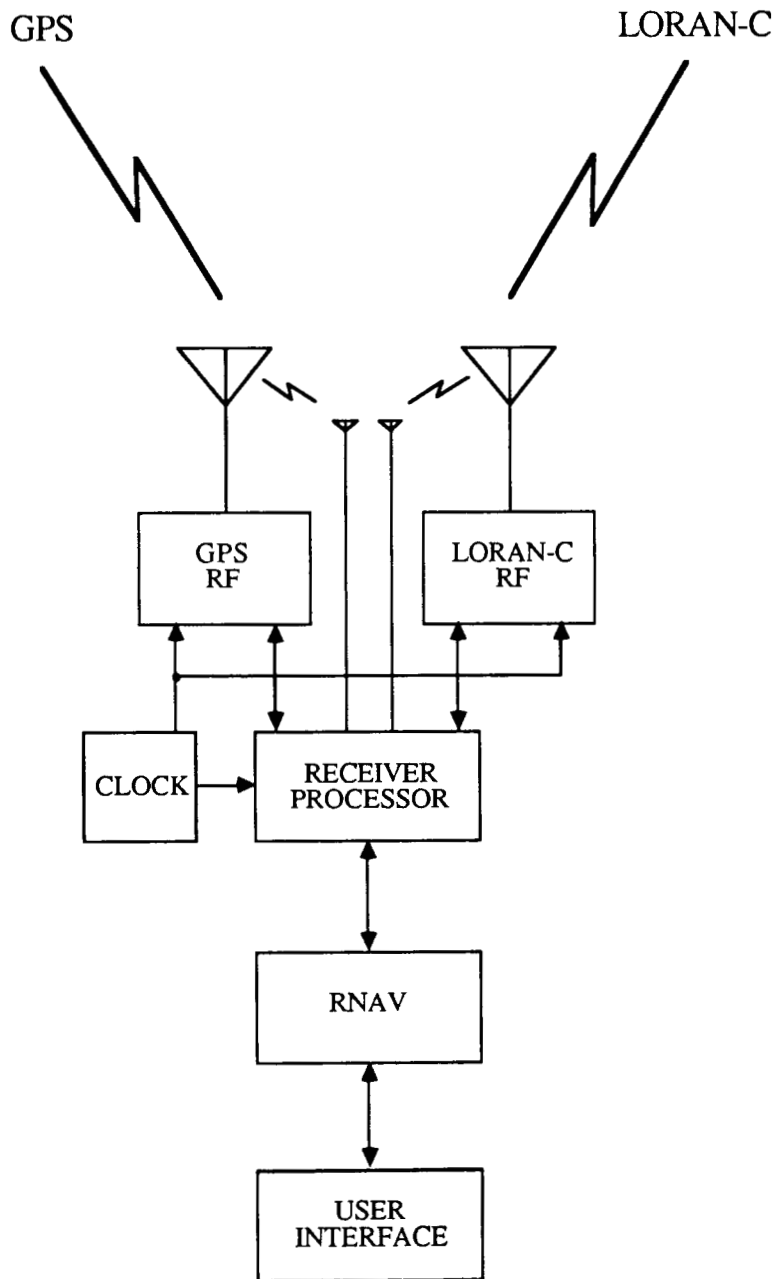 GPS
LORAN-C
GPS
RF
LORAN-C
RF
CLOCK
RECEIVER
PROCESSOR
RNAV
USER
INTERFACE